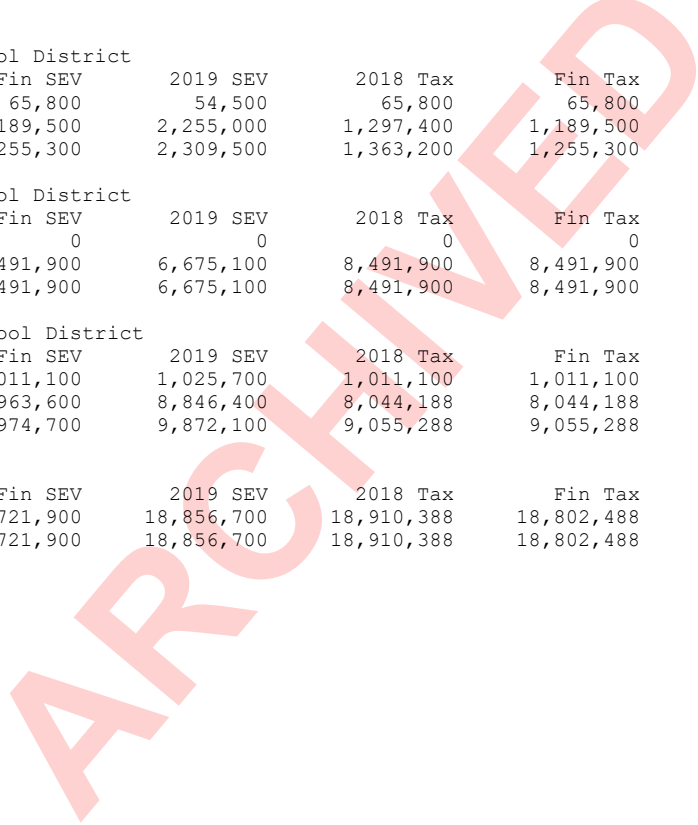 ol District
Fin SEV 2019 SEV 2018 Tax Fin Tax
65,800 54,500 65,800 65,800
189,500 2,255,000 1,297,400 1,189,500
255,300 2,309,500 1,363,200 1,255,300
ol District
Fin SEV 2019 SEV 2018 Tax Fin Tax
0 0 0 0
491,900 6,675,100 8,491,900 8,491,900
491,900 6,675,100 8,491,900 8,491,900
ool District
Fin SEV 2019 SEV 2018 Tax Fin Tax
011,100 1,025,700 1,011,100 1,011,100
963,600 8,846,400 8,044,188 8,044,188
974,700 9,872,100 9,055,288 9,055,288
Fin SEV 2019 SEV 2018 Tax Fin Tax
721,900 18,856,700 18,910,388 18,802,488
721,900 18,856,700 18,910,388 18,802,488
ARCHIVED